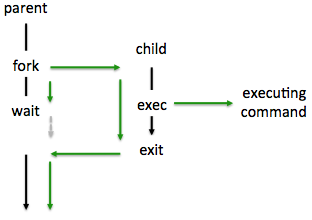 parent
child
fork
wait
exec
executing
command
exit